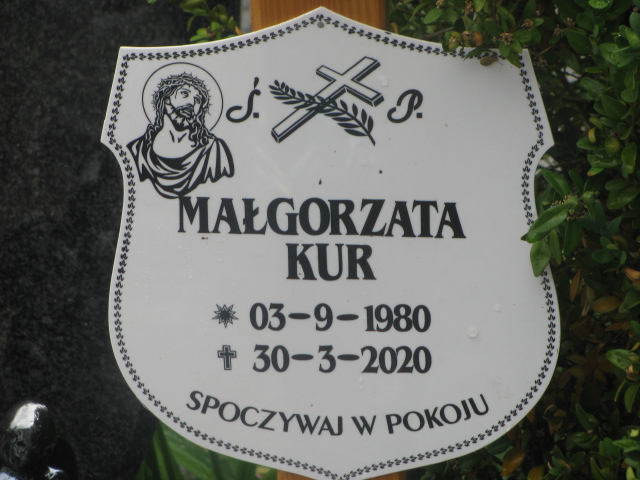 Ś. P.
MAŁGORZATA
KUR
03-9-1980
30-3-2020
SPOCZYWAJ W POKOJU